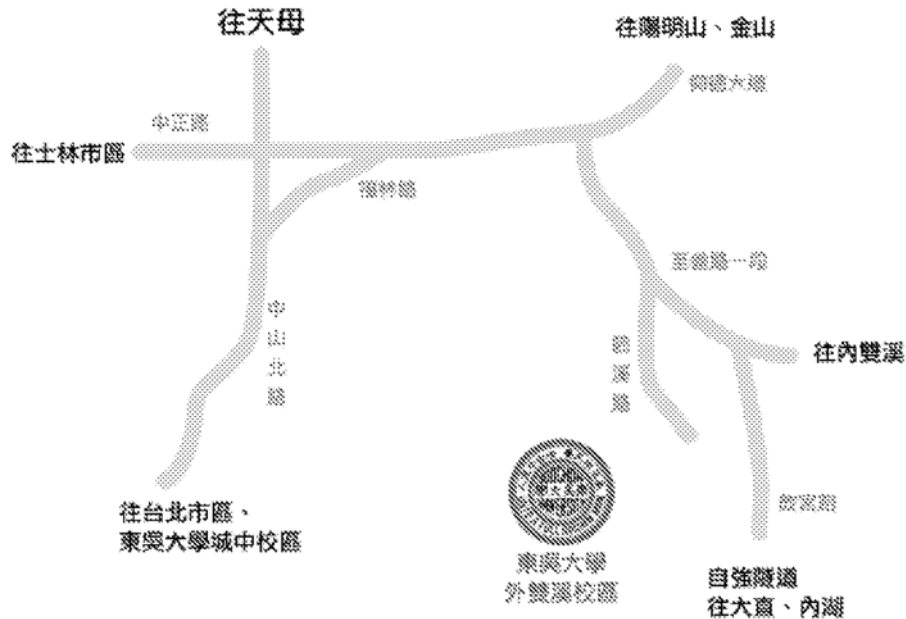 往天母
往陽明山、金山
仰德大道
中正路
往士林市區
福林路
至善路一段
中山北路
臨溪路
往內雙溪
故宮路
往台北市區、
東吳大學城中校區
東吳大學
外雙溪校區
自強隧道
往大直、內湖